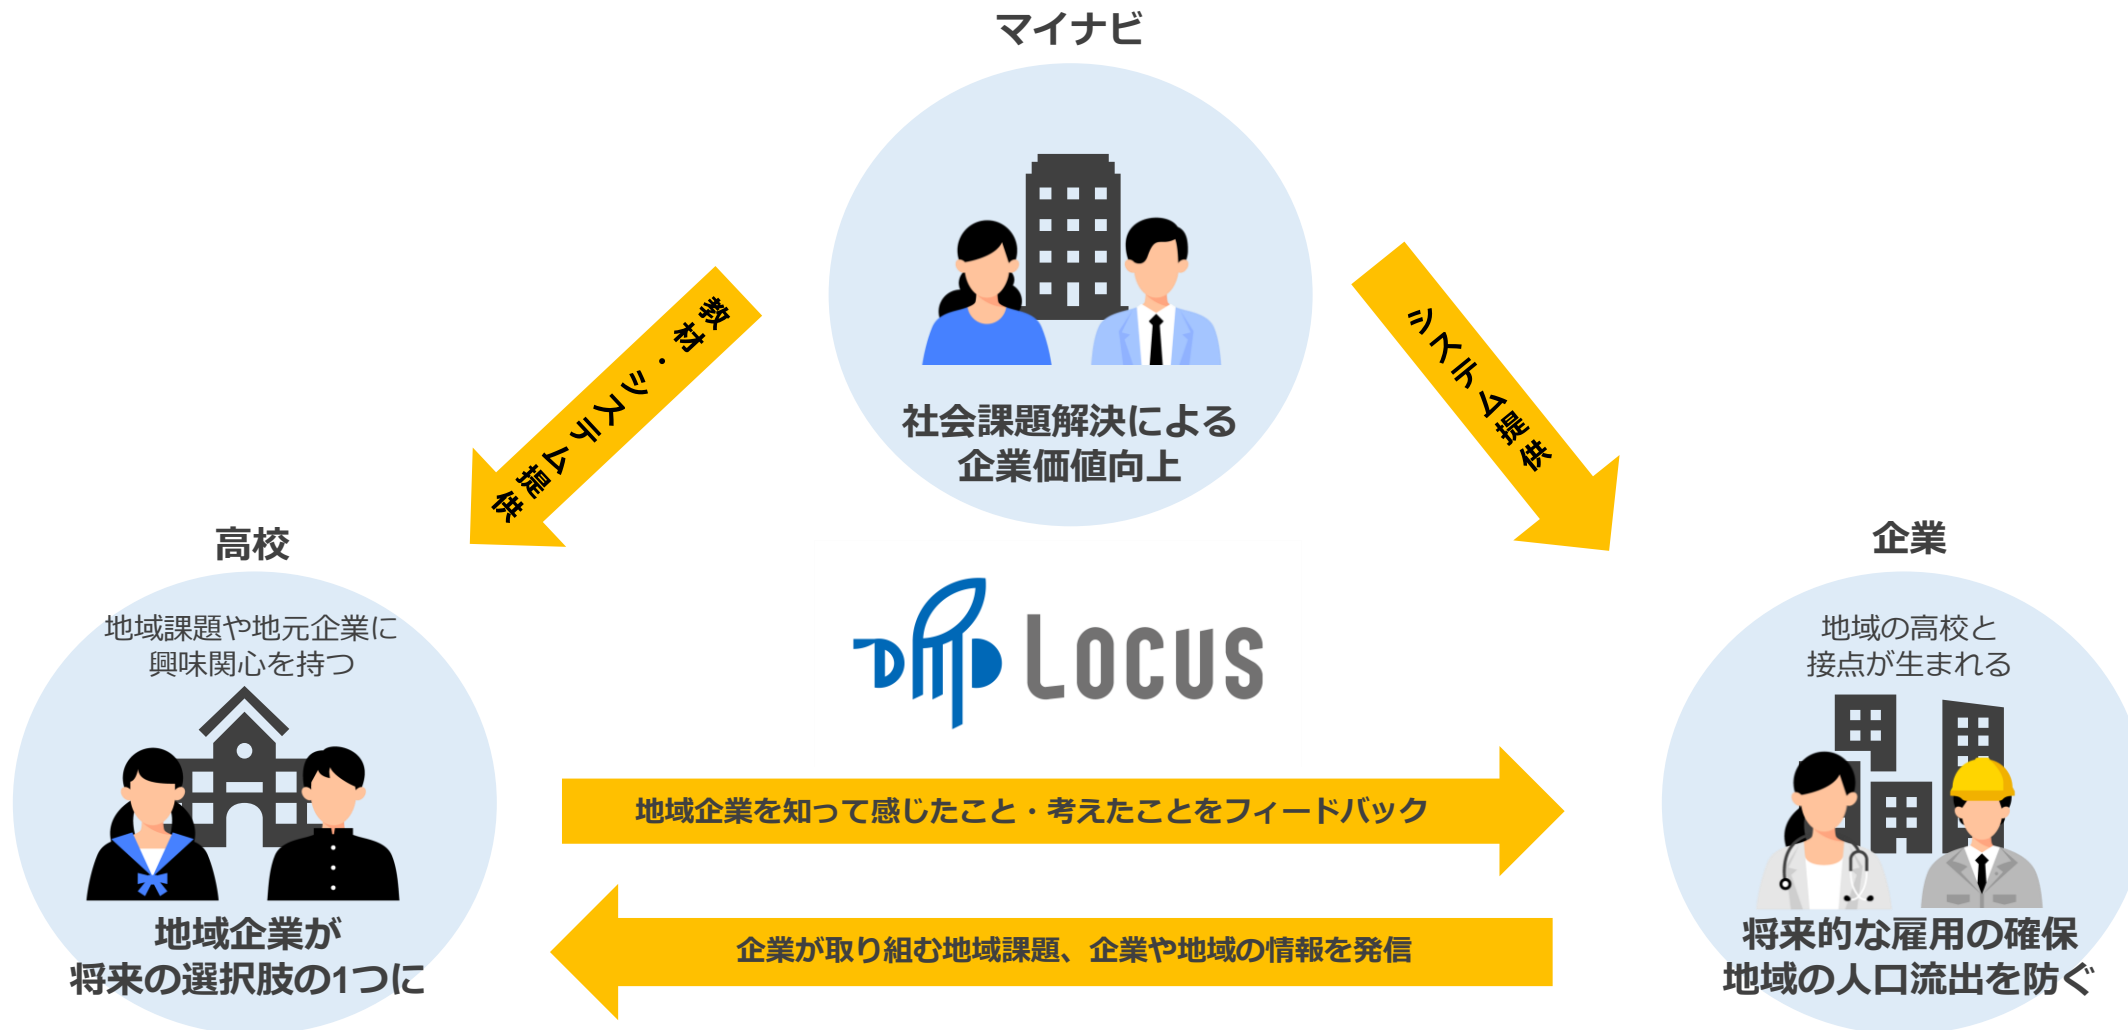 マイナビ
社会課題解決による
企業価値向上
教材・システム提供
システム提供
高校
地域課題や地元企業に
興味関心を持つ
地域企業が
将来の選択肢の1つに
Locus
企業
地域の高校と
接点が生まれる
将来的な雇用の確保
地域の人口流出を防ぐ
地域企業を知って感じたこと・考えたことをフィードバック
企業が取り組む地域課題、企業や地域の情報を発信